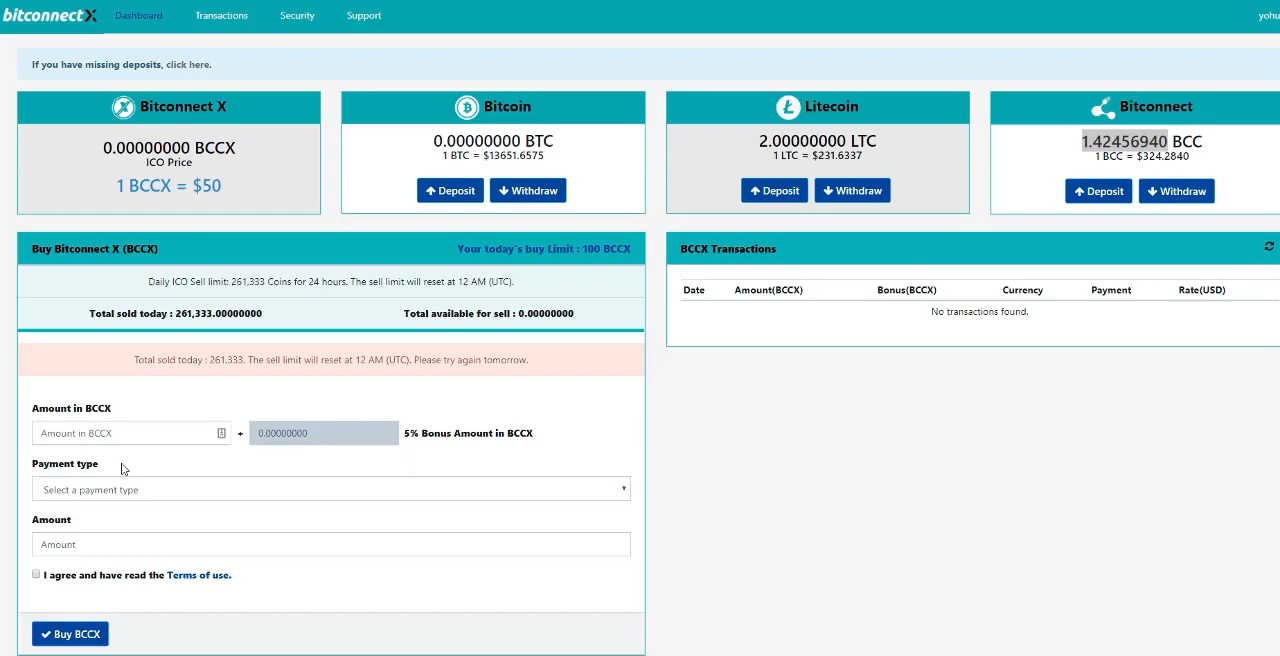 bitconnectX Dashboard Transactions Security Support yohu
If you have missing deposits, click here.
Bitconnect X
0.00000000 BCCX
ICO Price
1 BCCX = $50
Bitcoin
0.00000000 BTC
1 BTC = $13651.6575
Deposit Withdraw
Litecoin
2.00000000 LTC
1 LTC = $231.6337
Deposit Withdraw
Bitconnect
1.42456940 BCC
1 BCC = $324.2840
Deposit Withdraw
Buy Bitconnect X (BCCX) Your today`s buy Limit : 100 BCCX
Daily ICO Sell limit: 261,333 Coins for 24 hours. The sell limit will reset at 12 AM (UTC).
Total sold today : 261,333.00000000 Total available for sell : 0.00000000
Total sold today : 261,333. The sell limit will reset at 12 AM (UTC). Please try again tomorrow.
Amount in BCCX
Amount in BCCX + 0.00000000 5% Bonus Amount in BCCX
Payment type
Select a payment type
Amount
Amount
I agree and have read the Terms of use.
Buy BCCX
BCCX Transactions
Date Amount(BCCX) Bonus(BCCX) Currency Payment Rate(USD)
No transactions found.